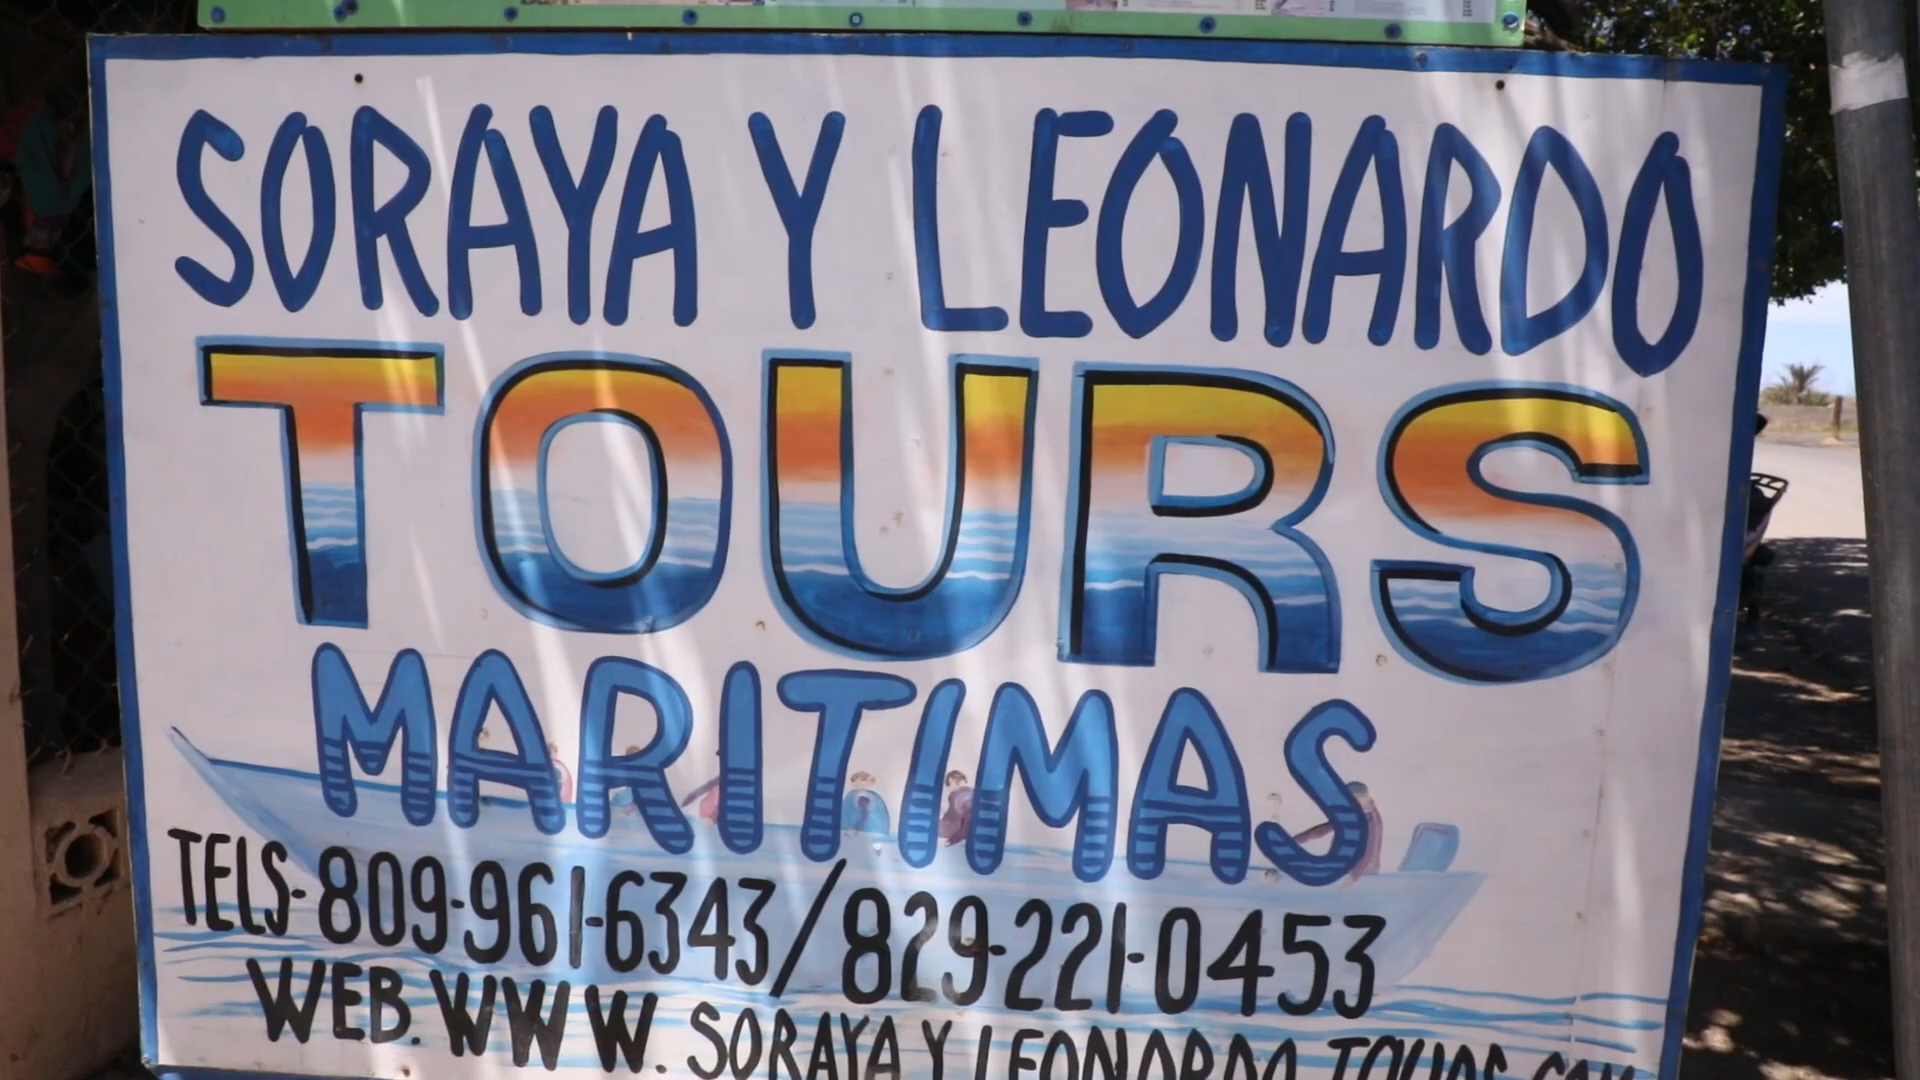 SORAYA Y LEONARDO
TOURS
MARITIMAS
TELS-809-961-6343/829-221-0453
WEB.WWW.SORAYA Y LEONARDO TOURS.COM